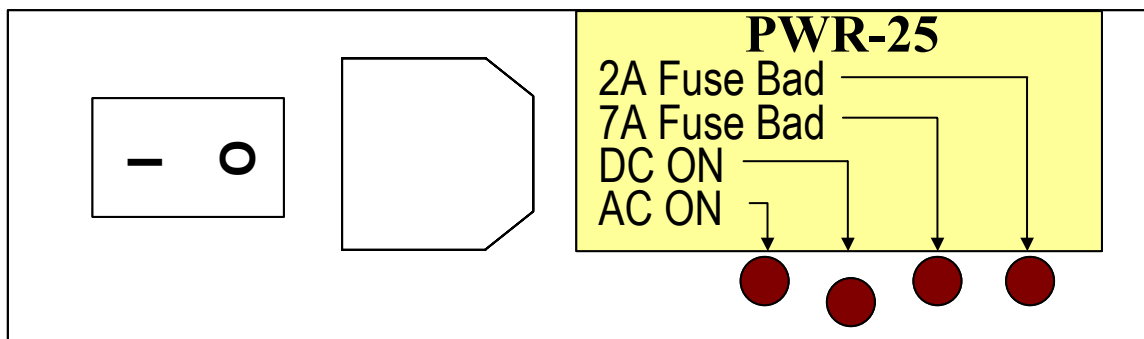 PWR-25
2A Fuse Bad
7A Fuse Bad
DC ON
AC ON
I O